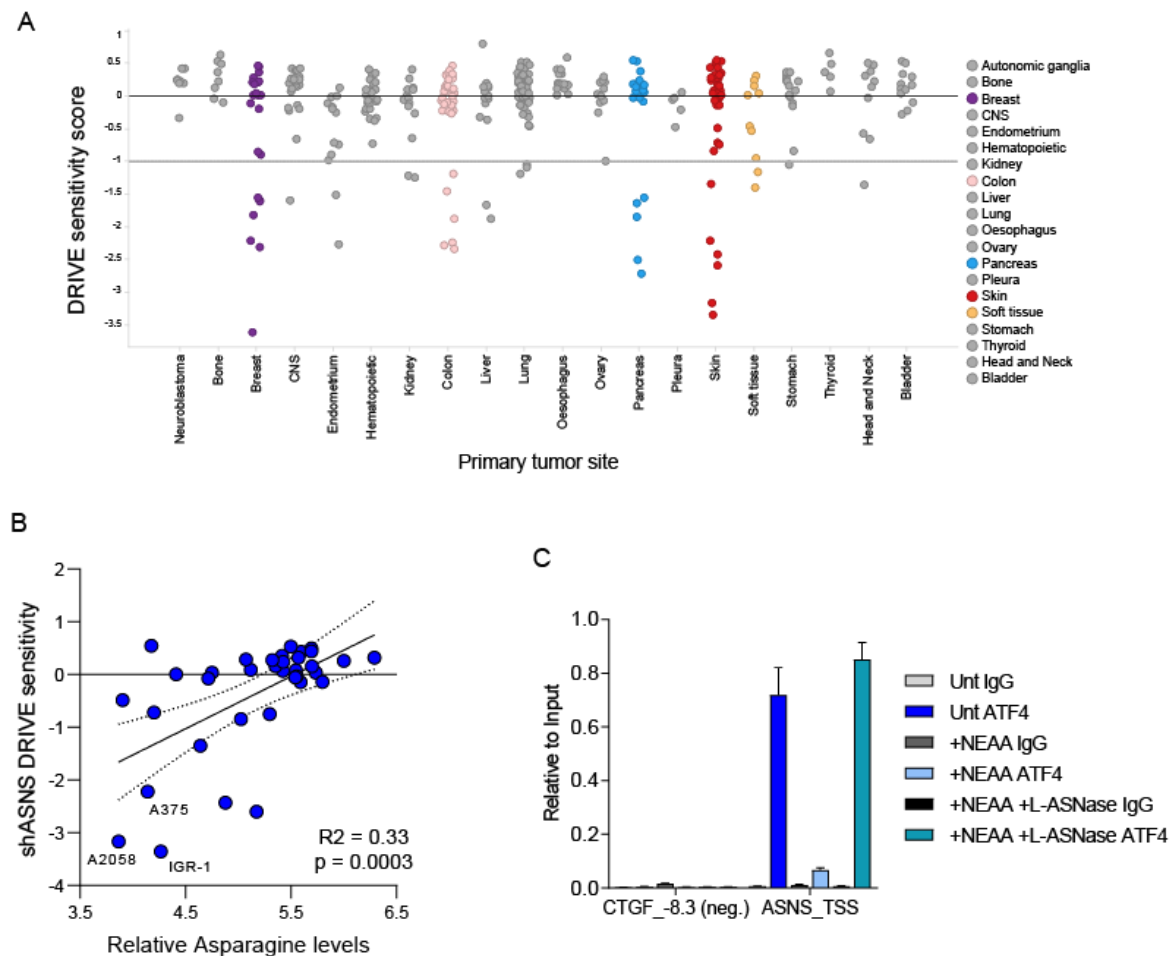 A
DRIVE sensitivity score
1
0.5
0
-0.5
-1
-1.5
-2
-2.5
-3
-3.5
Neuroblastoma
Bone
Breast
CNS
Endometrium
Hematopoietic
Kidney
Colon
Liver
Lung
Oesophagus
Ovary
Pancreas
Pleura
Skin
Soft tissue
Stomach
Thyroid
Head and Neck
Bladder
Primary tumor site
Autonomic ganglia
Bone
Breast
CNS
Endometrium
Hematopoietic
Kidney
Colon
Liver
Lung
Oesophagus
Ovary
Pancreas
Pleura
Skin
Soft tissue
Stomach
Thyroid
Head and Neck
Bladder
B
shASNS DRIVE sensitivity
2
1
0
-1
-2
-3
-4
A375
A2058
IGR-1
R2 = 0.33
p = 0.0003
3.5 4.5 5.5 6.5
Relative Asparagine levels
C
Relative to Input
1.0
0.8
0.6
0.4
0.2
0.0
CTGF_-8.3 (neg.) ASNS_TSS
Unt IgG
Unt ATF4
+NEAA IgG
+NEAA ATF4
+NEAA +L-ASNase IgG
+NEAA +L-ASNase ATF4